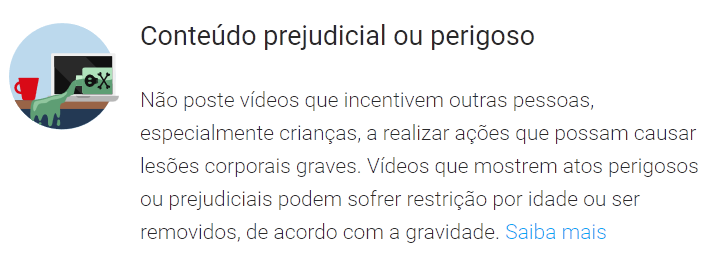 Conteúdo prejudicial ou perigoso
Não poste vídeos que incentivem outras pessoas,
especialmente crianças, a realizar ações que possam causar
lesões corporais graves. Vídeos que mostrem atos perigosos
ou prejudiciais podem sofrer restrição por idade ou ser
removidos, de acordo com a gravidade. Saiba mais